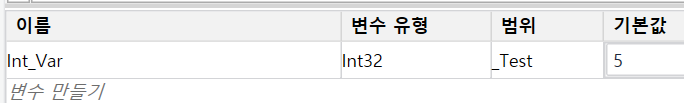 이름 변수 유형 범위 기본값
Int_Var Int32 _Test 5
변수 만들기